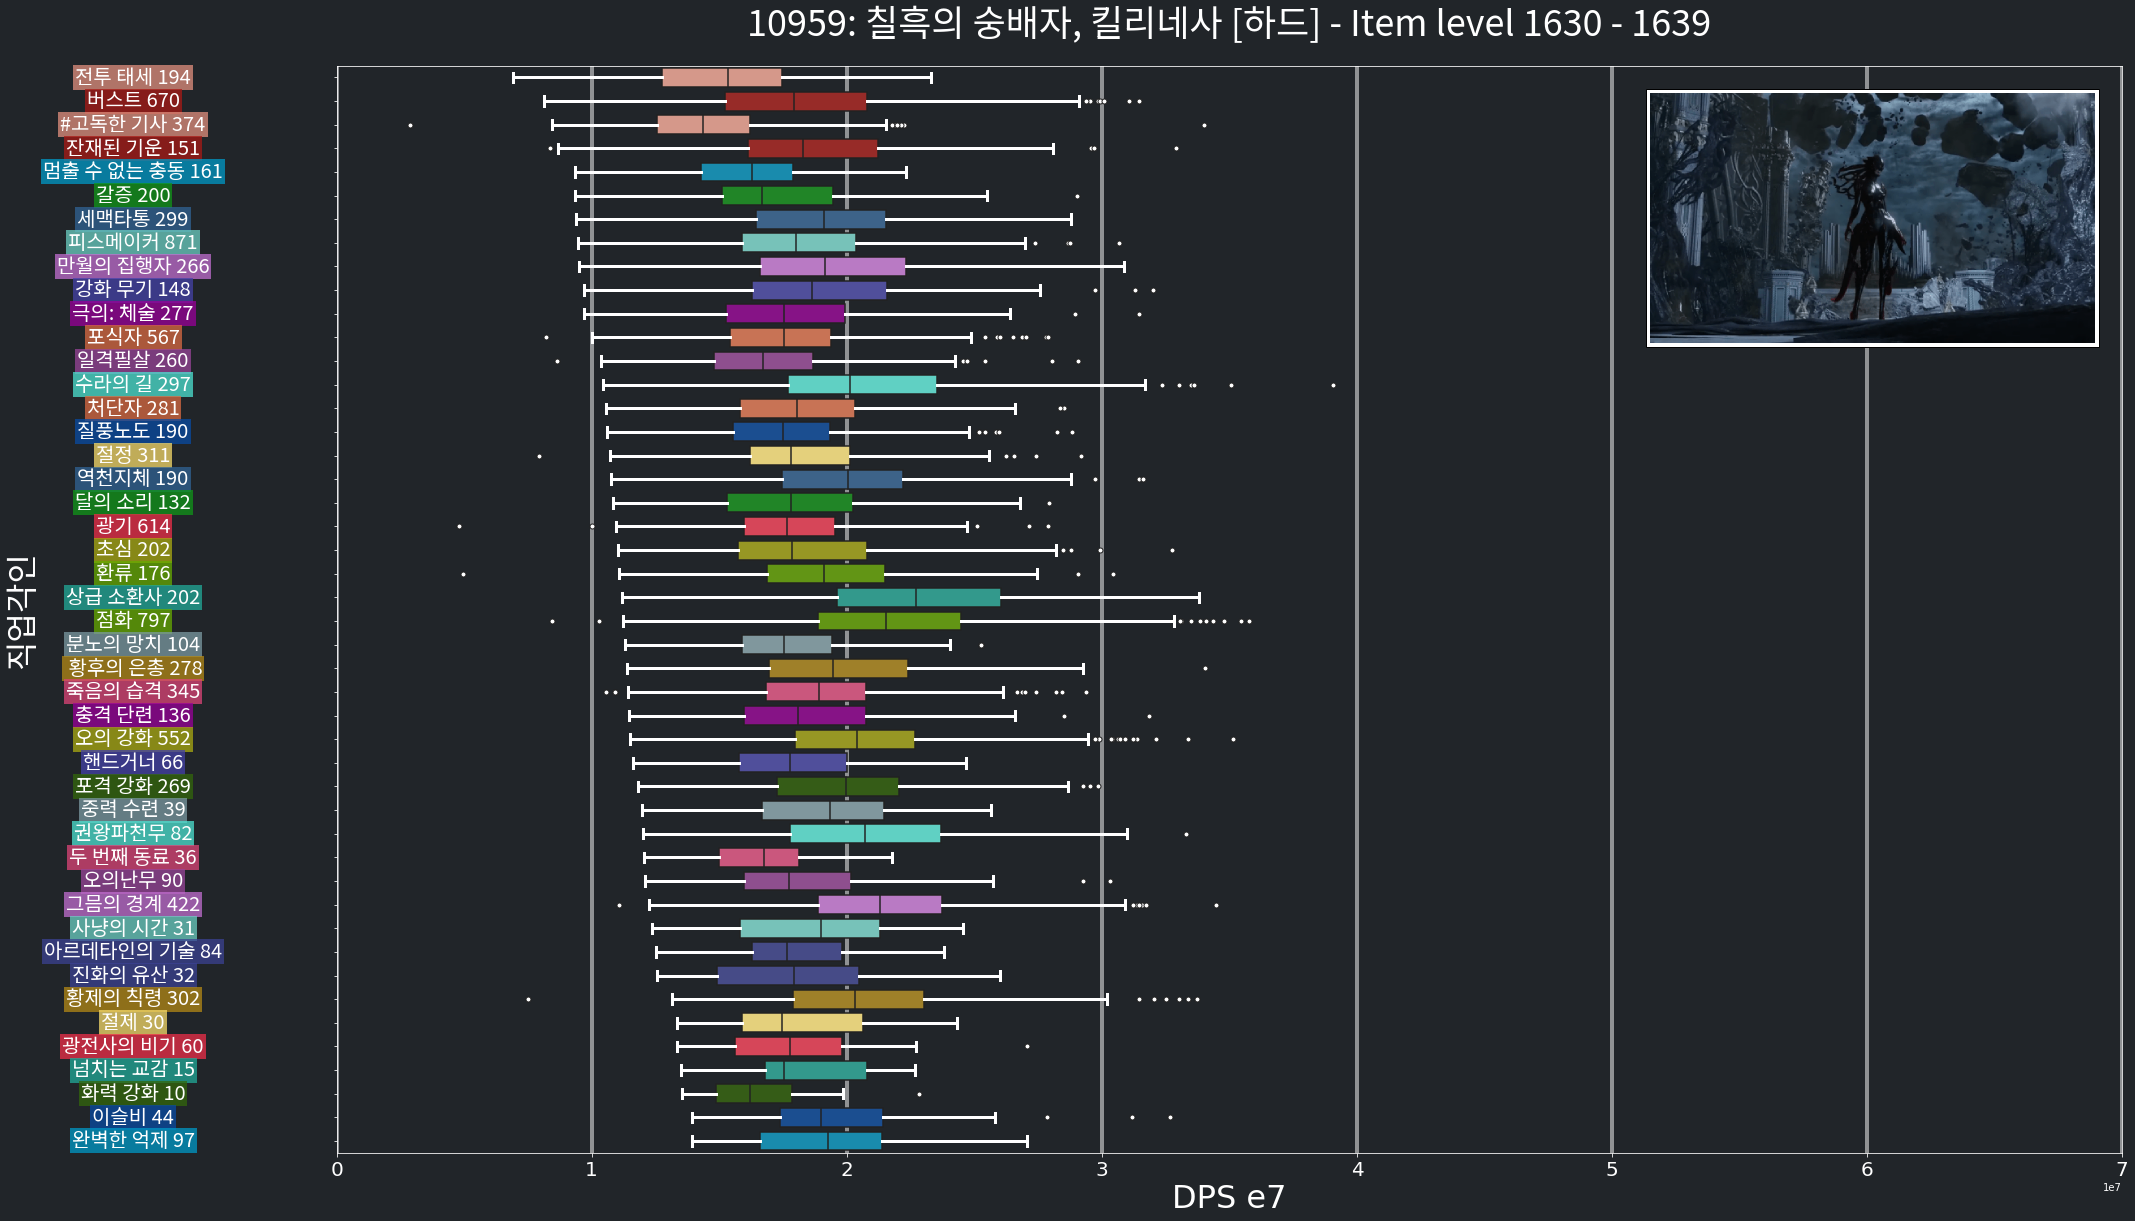 10959: 칠흑의 숭배자, 킬리네사 [하드] - Item level 1630 - 1639
전투 태세 194
버스트 670
#고독한 기사 374
잔재된 기운 151
멈출 수 없는 충동 161
갈증 200
세맥타통 299
피스메이커 871
만월의 집행자 266
강화 무기 148
극의: 체술 277
포식자 567
일격필살 260
수라의 길 297
처단자 281
질풍노도 190
절정 311
역천지체 190
달의 소리 132
광기 614
초심 202
환류 176
상급 소환사 202
점화 797
분노의 망치 104
황후의 은총 278
죽음의 습격 345
충격 단련 136
오의 강화 552
핸드거너 66
포격 강화 269
중력 수련 39
권왕파천무 82
두 번째 동료 36
오의난무 90
그믐의 경계 422
사냥의 시간 31
아르데타인의 기술 84
진화의 유산 32
황제의 칙령 302
절제 30
광전사의 비기 60
넘치는 교감 15
화력 강화 10
이슬비 44
완벽한 억제 97
직업각인
0 1 2 3 4 5 6 7
1e7
DPS e7